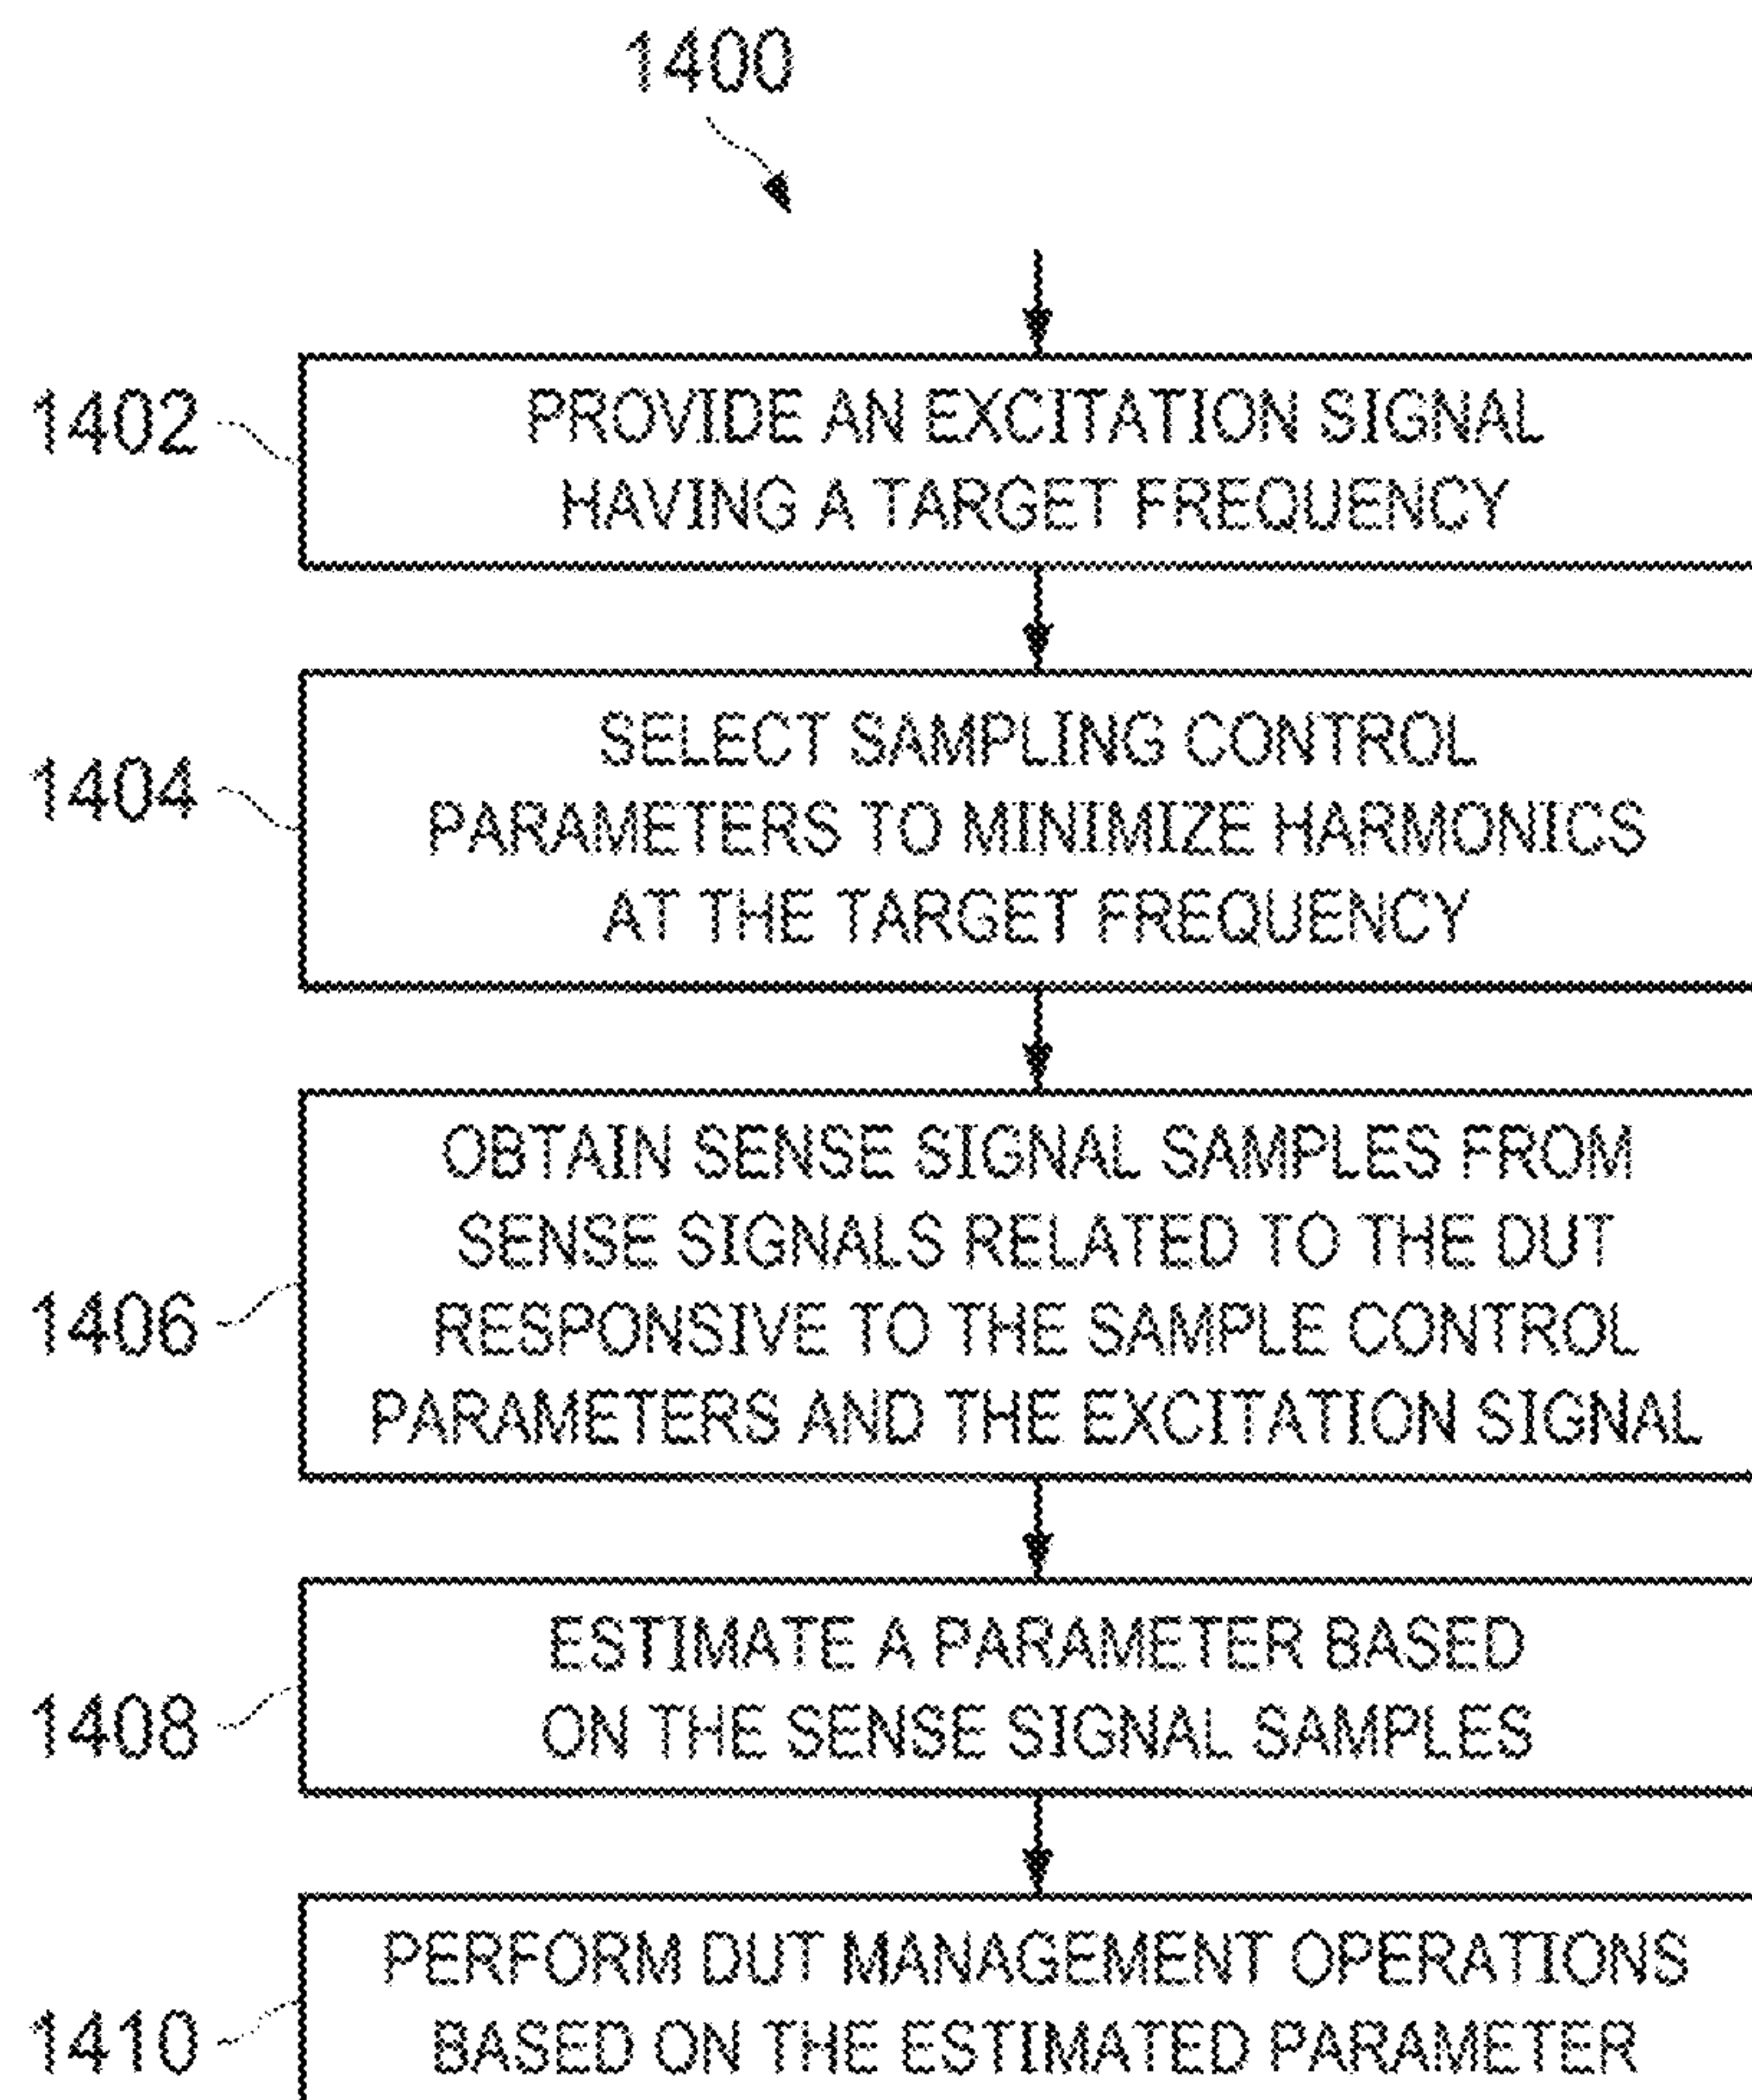 1400
1402
PROVIDE AN EXCITATION SIGNAL
HAVING A TARGET FREQUENCY
1404
SELECT SAMPLING CONTROL
PARAMETERS TO MINIMIZE HARMONICS
AT THE TARGET FREQUENCY
1406
OBTAIN SENSE SIGNAL SAMPLES FROM
SENSE SIGNALS RELATED TO THE DUT
RESPONSIVE TO THE SAMPLE CONTROL
PARAMETERS AND THE EXCITATION SIGNAL
1408
ESTIMATE A PARAMETER BASED
ON THE SENSE SIGNAL SAMPLES
1410
PERFORM DUT MANAGEMENT OPERATIONS
BASED ON THE ESTIMATED PARAMETER